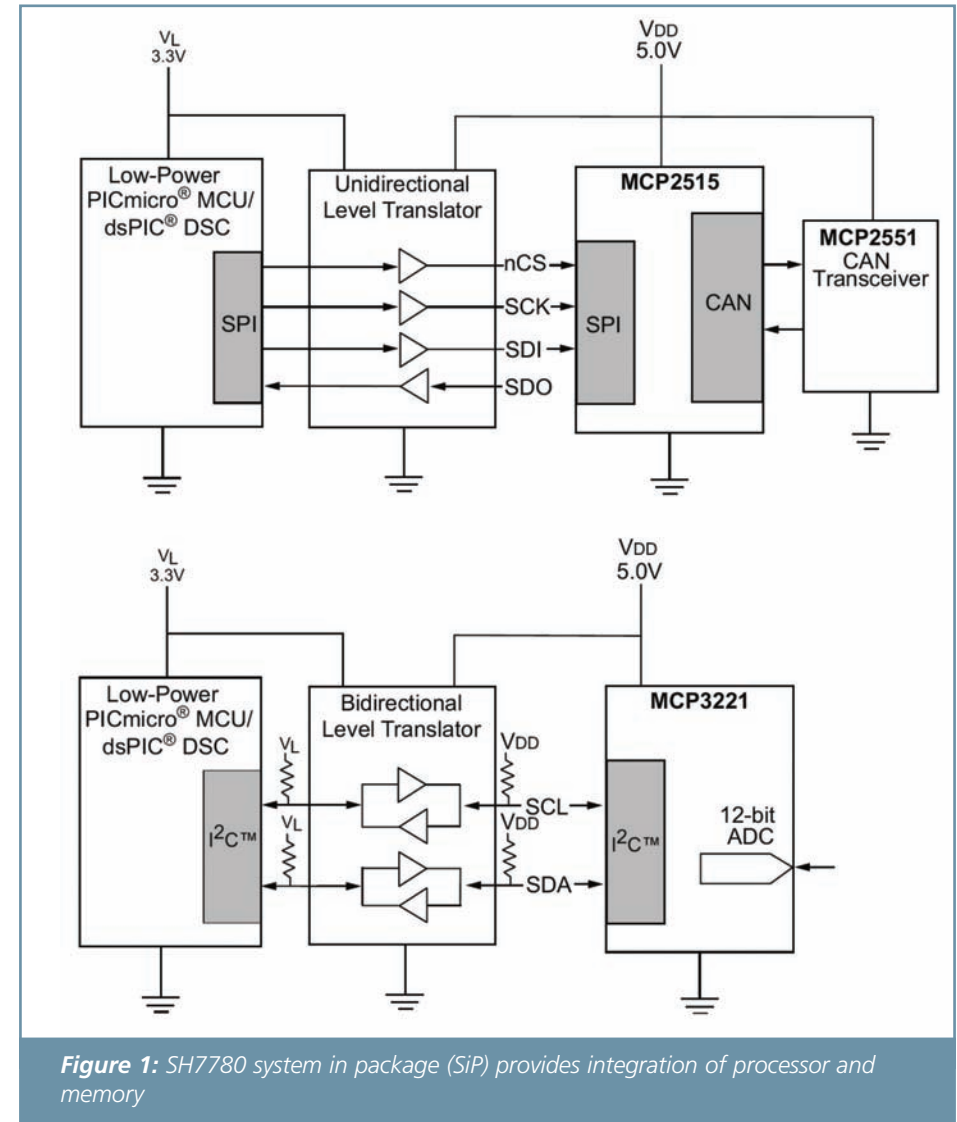 VL
3.3V
VDD
5.0V
Low-Power
PICmicro® MCU/
dsPIC® DSC
Unidirectional
Level Translator
MCP2515
MCP2551
CAN
Transceiver
SPI
nCS
SCK
SDI
SDO
SPI
CAN
VL
3.3V
VDD
5.0V
Low-Power
PICmicro® MCU/
dsPIC® DSC
Bidirectional
Level Translator
MCP3221
VL
VDD
SCL
VL
VDD
SDA
I²C™
I²C™
12-bit
ADC
Figure 1: SH7780 system in package (SiP) provides integration of processor and
memory